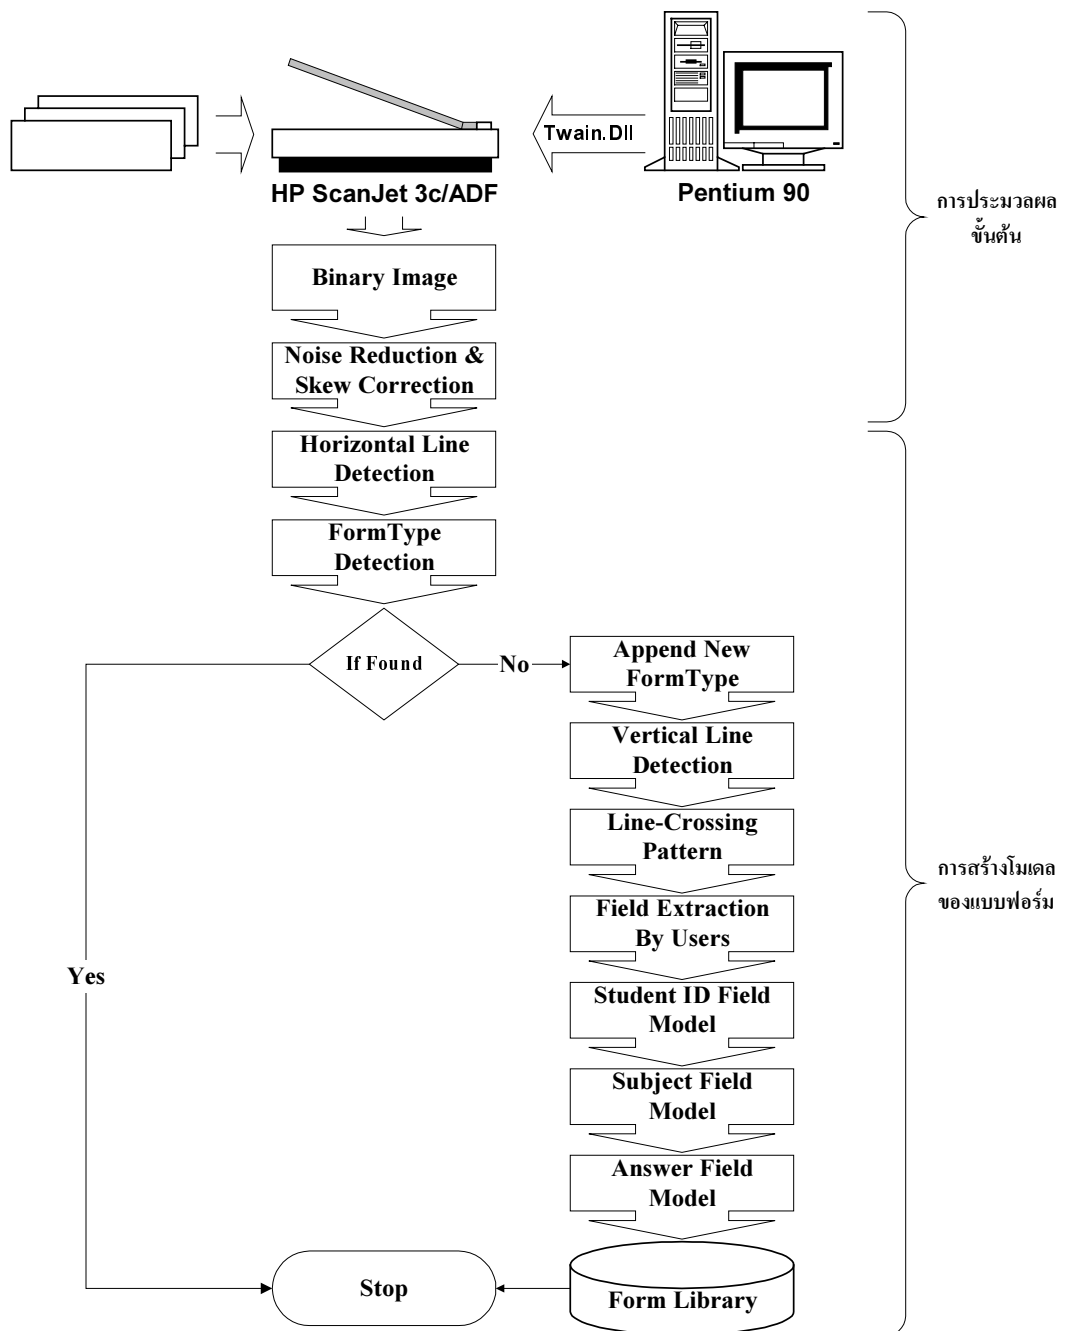 Twain.Dll
HP ScanJet 3c/ADF
Pentium 90
การประมวลผล
ขั้นต้น
Binary Image
Noise Reduction &
Skew Correction
Horizontal Line
Detection
FormType
Detection
If Found
No
Append New
FormType
Vertical Line
Detection
Line-Crossing
Pattern
การสร้างโมเดล
ของแบบฟอร์ม
Field Extraction
By Users
Yes
Student ID Field
Model
Subject Field
Model
Answer Field
Model
Stop
Form Library